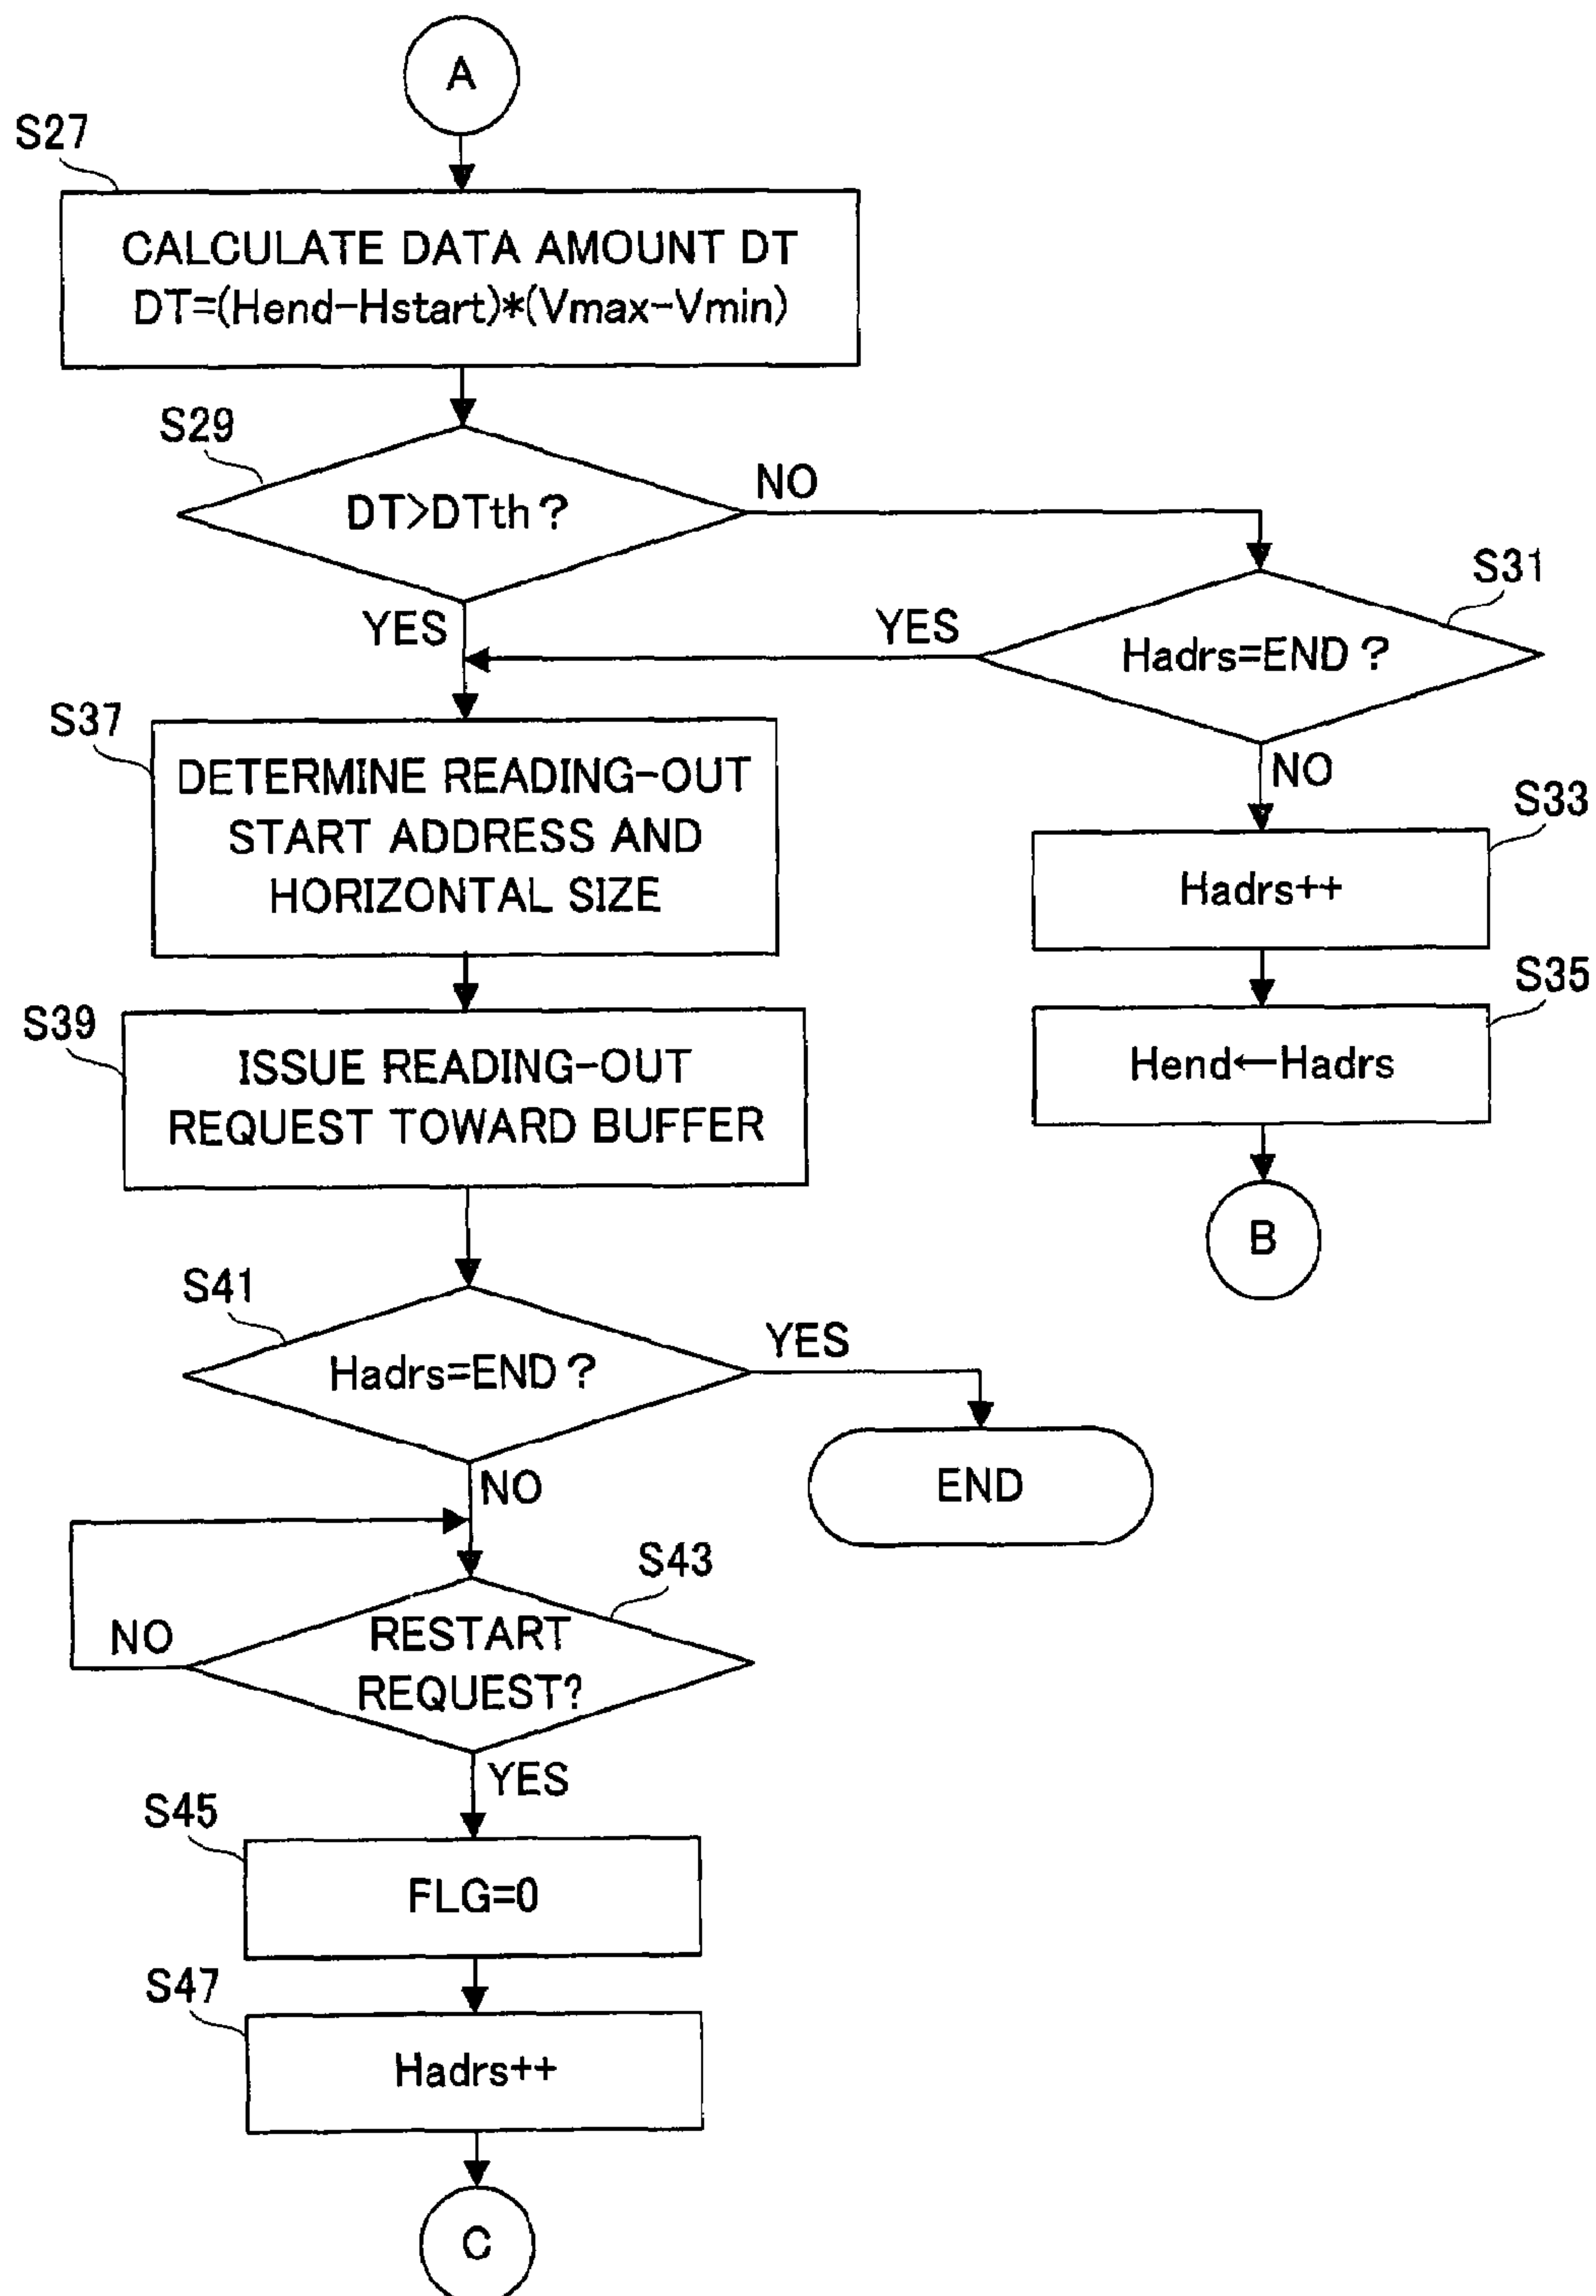 A
S27
CALCULATE DATA AMOUNT DT
DT=(Hend-Hstart)*(Vmax-Vmin)
S29
DT>DTth?
NO
YES
S31
Hadrs=END?
YES
NO
S33
Hadrs++
S35
Hend←Hadrs
B
S37
DETERMINE READING-OUT
START ADDRESS AND
HORIZONTAL SIZE
S39
ISSUE READING-OUT
REQUEST TOWARD BUFFER
S41
Hadrs=END?
YES
END
NO
S43
RESTART
REQUEST?
NO
YES
S45
FLG=0
S47
Hadrs++
C